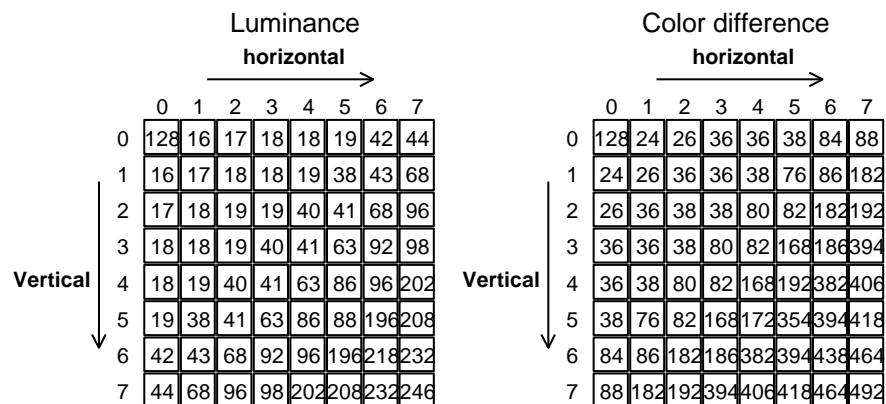 Luminance
horizontal
0 1 2 3 4 5 6 7
0 128 16 17 18 18 19 42 44
1 16 17 18 18 19 38 43 68
2 17 18 19 19 40 41 68 96
3 18 18 19 40 41 63 92 98
4 18 19 40 41 63 86 96 202
5 19 38 41 63 86 88 196 208
6 42 43 68 92 96 196 218 232
7 44 68 96 98 202 208 232 246
Vertical
Color difference
horizontal
0 1 2 3 4 5 6 7
0 128 24 26 36 36 38 84 88
1 24 26 36 36 38 76 86 182
2 26 36 38 38 80 82 182 192
3 36 36 38 80 82 168 186 394
4 36 38 80 82 168 192 382 406
5 38 76 82 168 172 354 394 418
6 84 86 182 186 382 394 438 464
7 88 182 192 394 406 418 464 492
Vertical